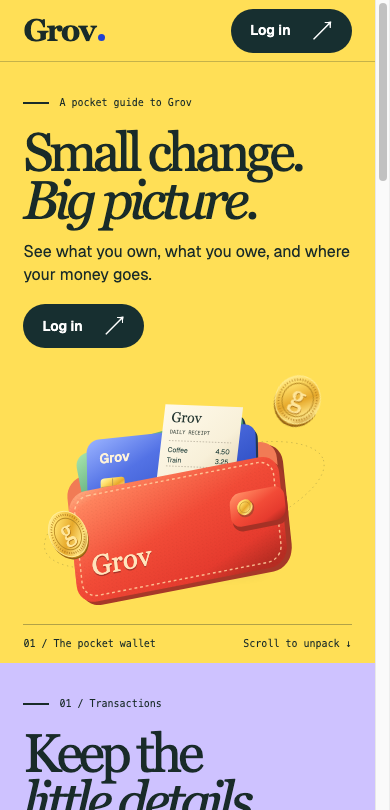 Grov.
Log in
A pocket guide to Grov
Small change.
Big picture.
See what you own, what you owe, and where
your money goes.
Log in
g
Grov
DAILY RECEIPT
Grov
Coffee 4.50
Train 3.25
g
Grov
01 / The pocket wallet
Scroll to unpack ↓
01 / Transactions
Keep the
little details